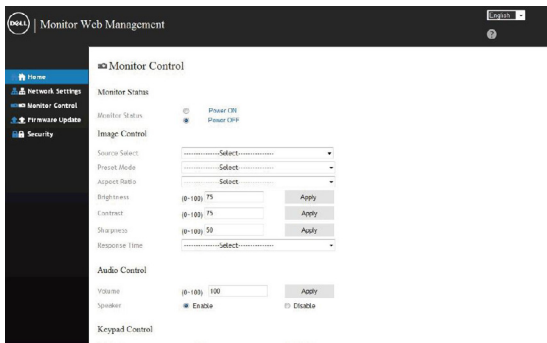 English
DELL | Monitor Web Management
?
Home
Network Settings
Monitor Control
Firmware Update
Security
Monitor Control
Monitor Status
Monitor Status
Power ON
Power OFF
Image Control
Source Select ---------------Select---------------
Preset Mode ---------------Select---------------
Aspect Ratio ---------------Select---------------
Brightness (0~100) 75 Apply
Contrast (0~100) 75 Apply
Sharpness (0~100) 50 Apply
Response Time ---------------Select---------------
Audio Control
Volume (0~100) 100 Apply
Speaker Enable Disable
Keypad Control